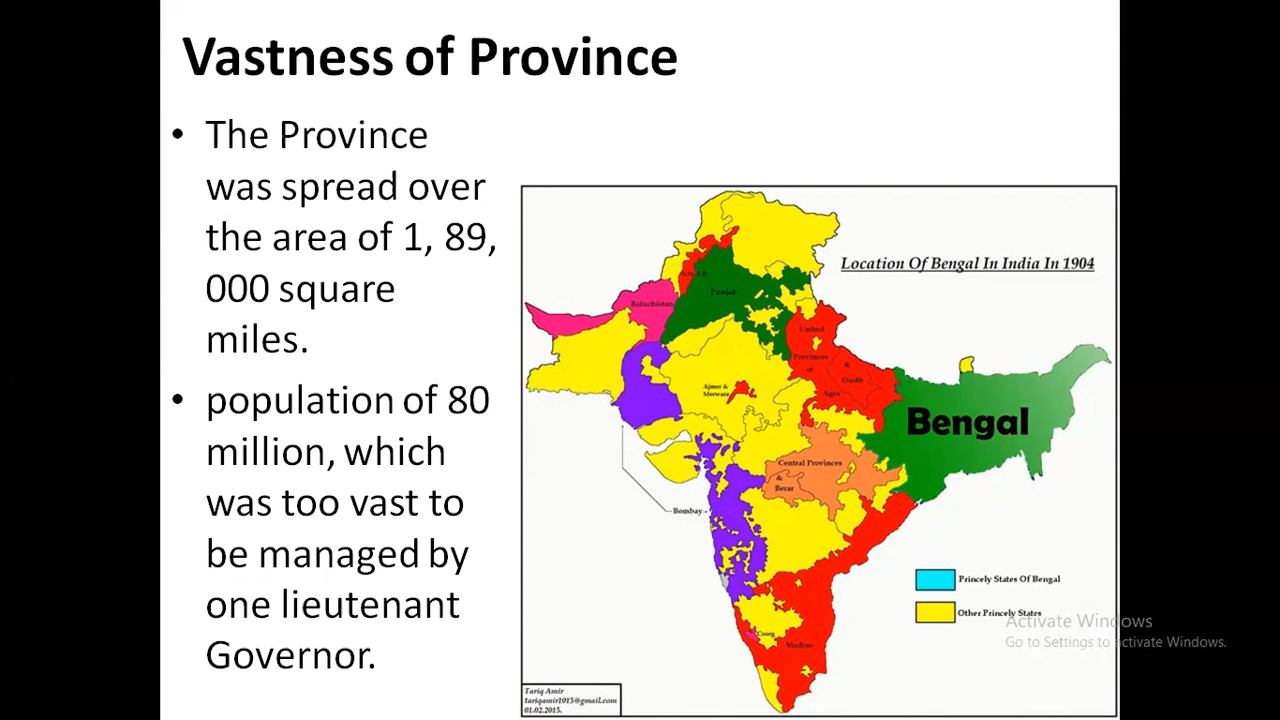 Vastness of Province
• The Province
was spread over
the area of 1, 89,
000 square
miles.
• population of 80
million, which
was too vast to
be managed by
one lieutenant
Governor.
Location Of Bengal In India In 1904
N.W.F.P.
Punjab
Baluchistan
United
Provinces
of
&
Oudh
Agra
Ajmer &
Merwara
Bengal
Central Provinces
&
Berar
Bombay
Princely States Of Bengal
Other Princely States
Coorg
Madras
Activate Windows
Go to Settings to activate Windows.
Tariq Amir
tariqamir1015@gmail.com
01.02.2015.